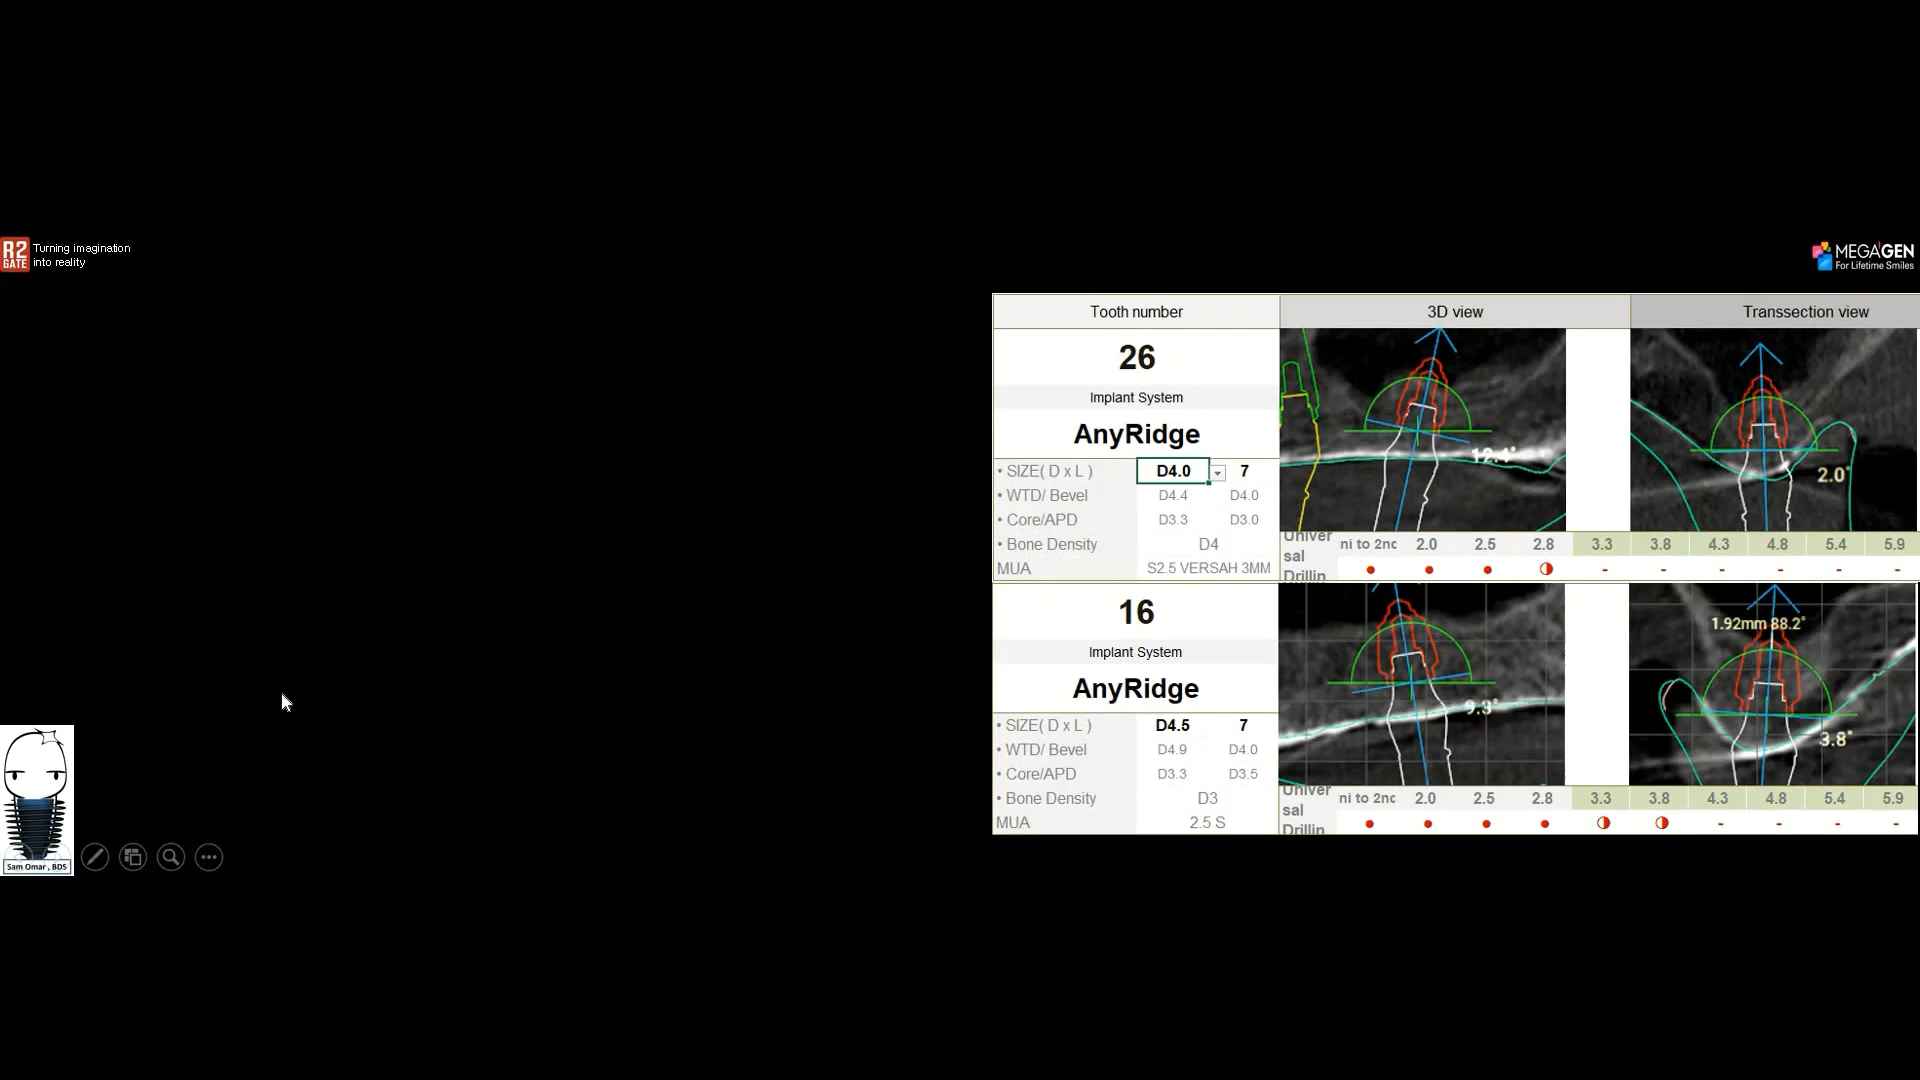 R2
GATE
Turning imagination
into reality
MEGAGEN
For Lifetime Smiles
Tooth number 3D view Transsection view
26
Implant System
AnyRidge
• SIZE( D x L ) D4.0 7
• WTD/ Bevel D4.4 D4.0
• Core/APD D3.3 D3.0
• Bone Density D4
MUA S2.5 VERSAH 3MM
12.4°
2.0°
Univer
sal
Drillin
ni to 2nc 2.0 2.5 2.8 3.3 3.8 4.3 4.8 5.4 5.9
- - - - - -
16
Implant System
AnyRidge
• SIZE( D x L ) D4.5 7
• WTD/ Bevel D4.9 D4.0
• Core/APD D3.3 D3.5
• Bone Density D3
MUA 2.5 S
9.3°
1.92mm 88.2°
3.8°
Univer
sal
Drillin
ni to 2nc 2.0 2.5 2.8 3.3 3.8 4.3 4.8 5.4 5.9
- - - -
Sam Omar , BDS